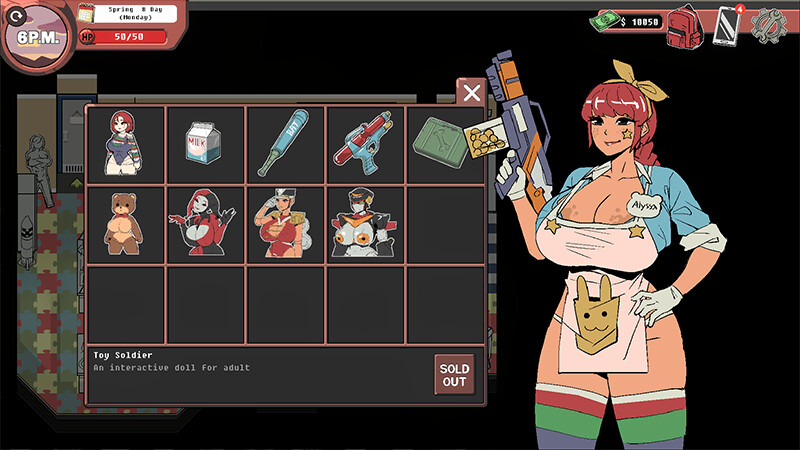 6P.M.
Spring 8 Day
(Monday)
HP 50/50
$ 10050
4
MILK
Alyssa
Toy Soldier
An interactive doll For adult
SOLD
OUT